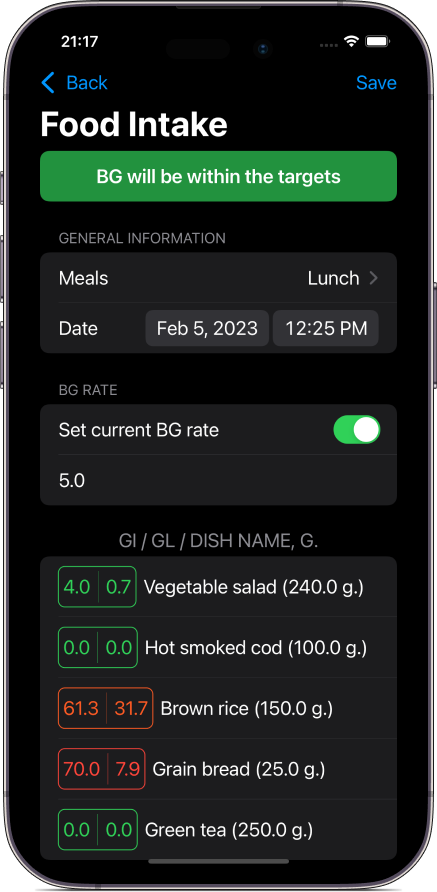 21:17
Back Save
Food Intake
BG will be within the targets
GENERAL INFORMATION
Meals Lunch
Date Feb 5, 2023 12:25 PM
BG RATE
Set current BG rate
5.0
GI / GL / DISH NAME, G.
4.0 0.7 Vegetable salad (240.0 g.)
0.0 0.0 Hot smoked cod (100.0 g.)
61.3 31.7 Brown rice (150.0 g.)
70.0 7.9 Grain bread (25.0 g.)
0.0 0.0 Green tea (250.0 g.)